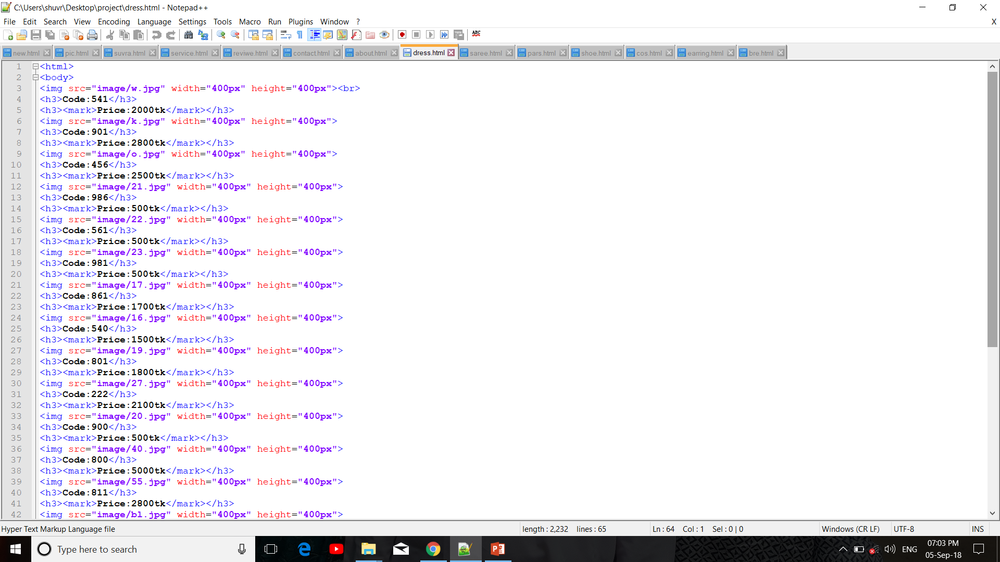 C:\Users\shuvr\Desktop\project\dress.html - Notepad++
File Edit Search View Encoding Language Settings Tools Macro Run Plugins Window ? X
ABC
new.html pic.html suvra.html service.html reviwe.html contact.html about.html dress.html saree.html pars.html shoe.html cos.html earring.html bre.html
1 <html>
2 <body>
3 <img src="image/w.jpg" width="400px" height="400px"><br>
4 <h3>Code:541</h3>
5 <h3><mark>Price:2000tk</mark></h3>
6 <img src="image/k.jpg" width="400px" height="400px">
7 <h3>Code:901</h3>
8 <h3><mark>Price:2800tk</mark></h3>
9 <img src="image/o.jpg" width="400px" height="400px">
10 <h3>Code:456</h3>
11 <h3><mark>Price:2500tk</mark></h3>
12 <img src="image/21.jpg" width="400px" height="400px">
13 <h3>Code:986</h3>
14 <h3><mark>Price:500tk</mark></h3>
15 <img src="image/22.jpg" width="400px" height="400px">
16 <h3>Code:561</h3>
17 <h3><mark>Price:500tk</mark></h3>
18 <img src="image/23.jpg" width="400px" height="400px">
19 <h3>Code:981</h3>
20 <h3><mark>Price:500tk</mark></h3>
21 <img src="image/17.jpg" width="400px" height="400px">
22 <h3>Code:861</h3>
23 <h3><mark>Price:1700tk</mark></h3>
24 <img src="image/16.jpg" width="400px" height="400px">
25 <h3>Code:540</h3>
26 <h3><mark>Price:1500tk</mark></h3>
27 <img src="image/19.jpg" width="400px" height="400px">
28 <h3>Code:801</h3>
29 <h3><mark>Price:1800tk</mark></h3>
30 <img src="image/27.jpg" width="400px" height="400px">
31 <h3>Code:222</h3>
32 <h3><mark>Price:2100tk</mark></h3>
33 <img src="image/20.jpg" width="400px" height="400px">
34 <h3>Code:900</h3>
35 <h3><mark>Price:500tk</mark></h3>
36 <img src="image/40.jpg" width="400px" height="400px">
37 <h3>Code:800</h3>
38 <h3><mark>Price:5000tk</mark></h3>
39 <img src="image/55.jpg" width="400px" height="400px">
40 <h3>Code:811</h3>
41 <h3><mark>Price:2800tk</mark></h3>
42 <img src="image/bl.jpg" width="400px" height="400px">
Hyper Text Markup Language file length : 2,232 lines : 65 Ln : 64 Col : 1 Sel : 0 | 0 Windows (CR LF) UTF-8 INS
Type here to search ENG 07:03 PM
05-Sep-18